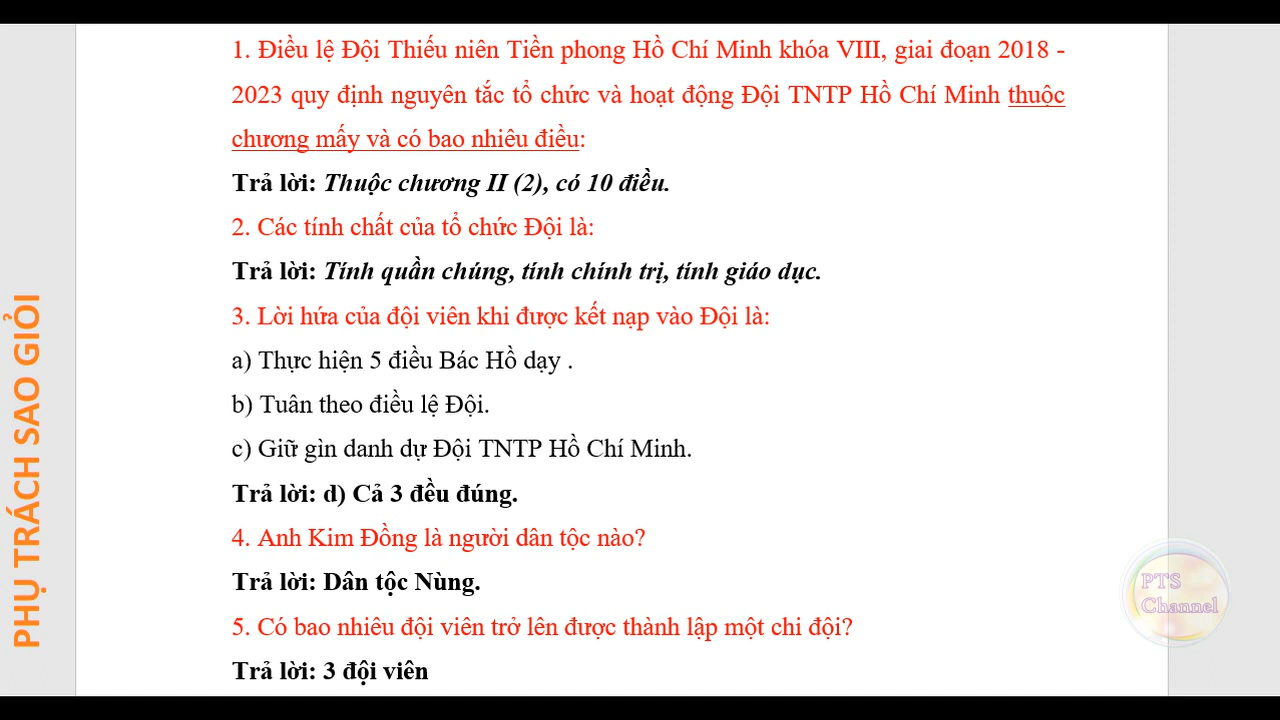 1. Điều lệ Đội Thiếu niên Tiền phong Hồ Chí Minh khóa VIII, giai đoạn 2018 -
2023 quy định nguyên tắc tổ chức và hoạt động Đội TNTP Hồ Chí Minh thuộc
chương mấy và có bao nhiêu điều:
Trả lời: Thuộc chương II (2), có 10 điều.
2. Các tính chất của tổ chức Đội là:
Trả lời: Tính quần chúng, tính chính trị, tính giáo dục.
3. Lời hứa của đội viên khi được kết nạp vào Đội là:
a) Thực hiện 5 điều Bác Hồ dạy .
b) Tuân theo điều lệ Đội.
c) Giữ gìn danh dự Đội TNTP Hồ Chí Minh.
Trả lời: d) Cả 3 đều đúng.
4. Anh Kim Đồng là người dân tộc nào?
Trả lời: Dân tộc Nùng.
5. Có bao nhiêu đội viên trở lên được thành lập một chi đội?
Trả lời: 3 đội viên
PHỤ TRÁCH SAO GIỎI
PTS
Channel